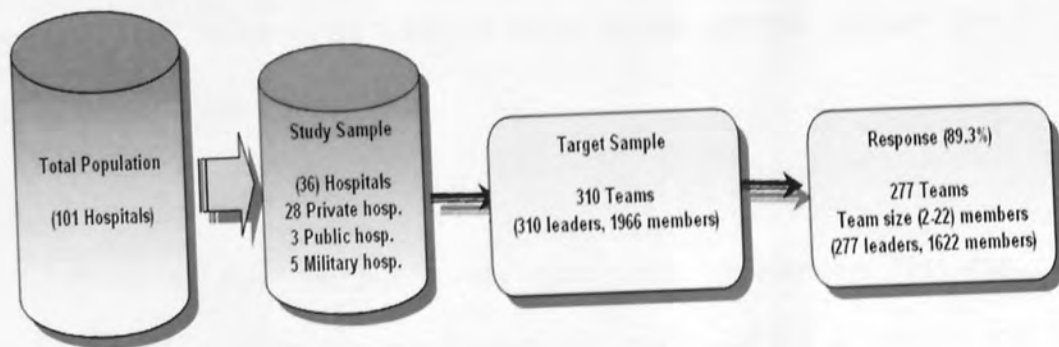 Total Population
(101 Hospitals)
Study Sample
(36) Hospitals
28 Private hosp.
3 Public hosp.
5 Military hosp.
Target Sample
310 Teams
(310 leaders, 1966 members)
Response (89.3%)
277 Teams
Team size (2-22) members
(277 leaders, 1622 members)